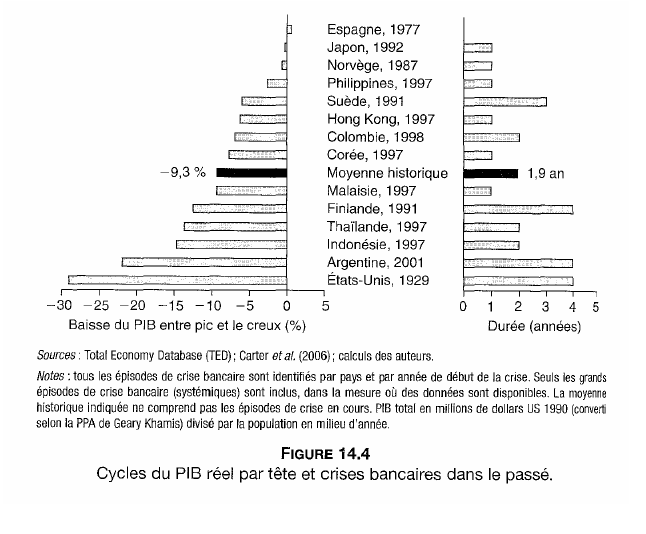 Espagne, 1977
Japon, 1992
Norvège, 1987
Philippines, 1997
Suède, 1991
Hong Kong, 1997
Colombie, 1998
Corée, 1997
−9,3 % Moyenne historique 1,9 an
Malaisie, 1997
Finlande, 1991
Thaïlande, 1997
Indonésie, 1997
Argentine, 2001
États-Unis, 1929
−30 −25 −20 −15 −10 −5 0 5 0 1 2 3 4 5
Baisse du PIB entre pic et le creux (%) Durée (années)
Sources : Total Economy Database (TED) ; Carter et al. (2006) ; calculs des auteurs.
Notes : tous les épisodes de crise bancaire sont identifiés par pays et par année de début de la crise. Seuls les grands
épisodes de crise bancaire (systémiques) sont inclus, dans la mesure où des données sont disponibles. La moyenne
historique indiquée ne comprend pas les épisodes de crise en cours. PIB total en millions de dollars US 1990 (converti
selon la PPA de Geary Khamis) divisé par la population en milieu d'année.
FIGURE 14.4
Cycles du PIB réel par tête et crises bancaires dans le passé.